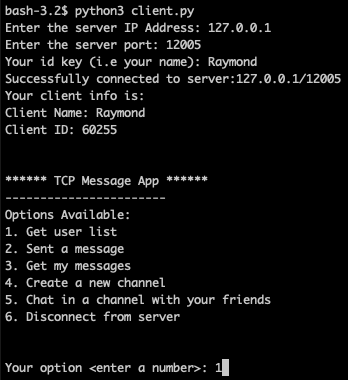 bash-3.2$ python3 client.py
Enter the server IP Address: 127.0.0.1
Enter the server port: 12005
Your id key (i.e your name): Raymond
Successfully connected to server:127.0.0.1/12005
Your client info is:
Client Name: Raymond
Client ID: 60255
****** TCP Message App ******
-----------------------
Options Available:
1. Get user list
2. Sent a message
3. Get my messages
4. Create a new channel
5. Chat in a channel with your friends
6. Disconnect from server
Your option <enter a number>: 1